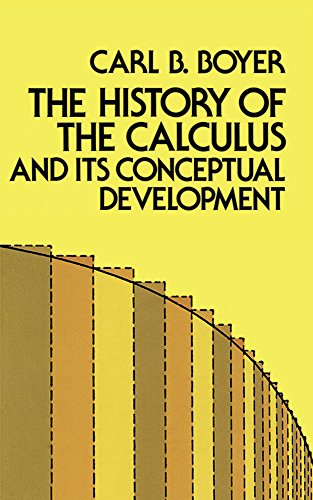 CARL B. BOYER
THE HISTORY OF
THE CALCULUS
AND ITS CONCEPTUAL
DEVELOPMENT